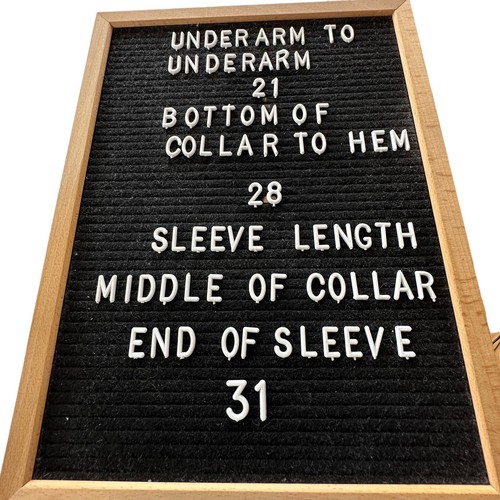 UNDERARM TO
UNDERARM
21
BOTTOM OF
COLLAR TO HEM
28
SLEEVE LENGTH
MIDDLE OF COLLAR
END OF SLEEVE
31